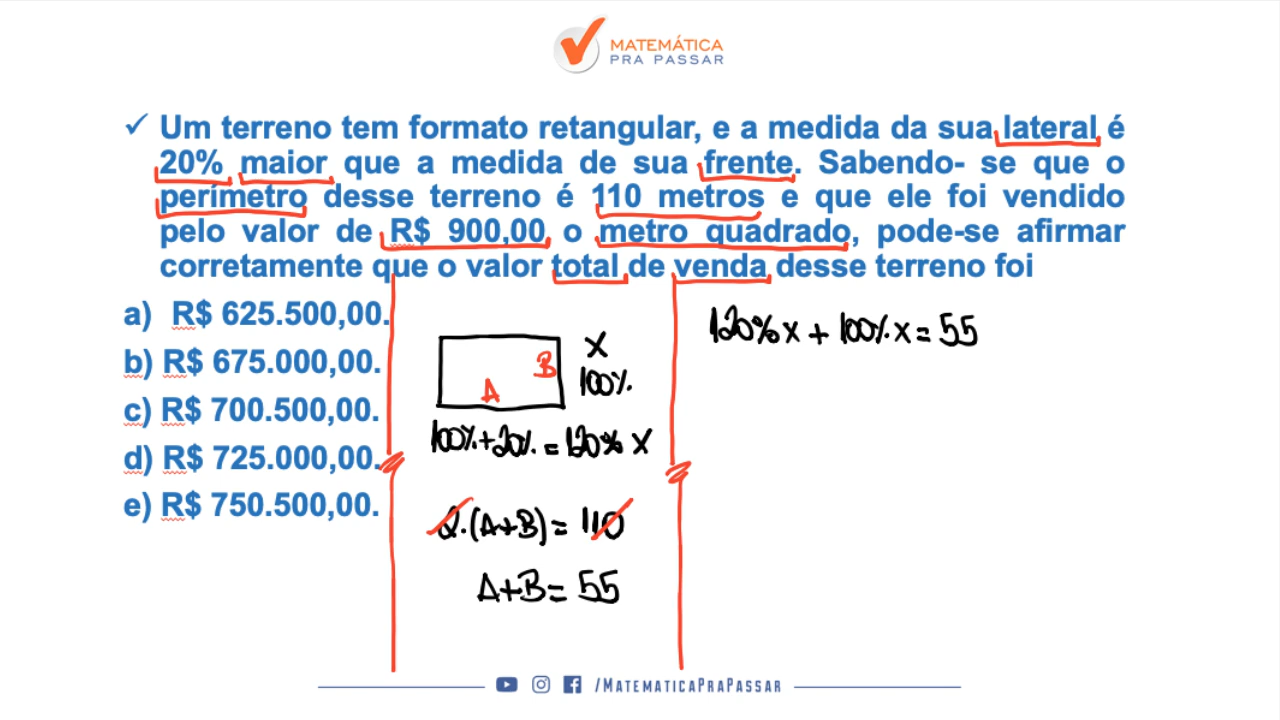 MATEMÁTICA
PRA PASSAR
✓ Um terreno tem formato retangular, e a medida da sua lateral é
20% maior que a medida de sua frente. Sabendo- se que o
perímetro desse terreno é 110 metros e que ele foi vendido
pelo valor de R$ 900,00 o metro quadrado, pode-se afirmar
corretamente que o valor total de venda desse terreno foi
a) R$ 625.500,00.
b) R$ 675.000,00.
c) R$ 700.500,00.
d) R$ 725.000,00.
e) R$ 750.500,00.
X
B
A
100%
100%+20%=120% X
2.(A+B)=110
A+B=55
120%x+100%x=55
/MatematicaPraPassar